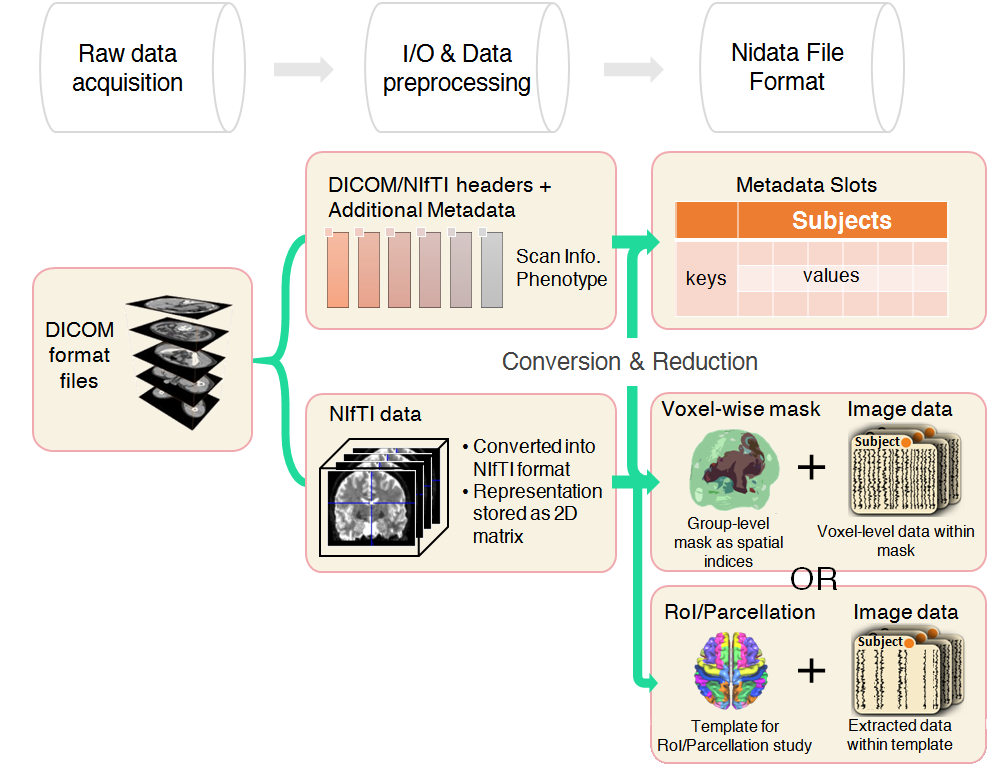 Raw data
acquisition
I/O & Data
preprocessing
Nidata File
Format
DICOM
format
files
DICOM/NIfTI headers +
Additional Metadata
Scan Info.
Phenotype
Metadata Slots
Subjects
keys
values
Conversion & Reduction
NIfTI data
• Converted into
NIfTI format
• Representation
stored as 2D
matrix
Voxel-wise mask
+
Image data
Subject
Group-level
mask as spatial
indices
Voxel-level data within
mask
OR
RoI/Parcellation
+
Image data
Subject
Template for
RoI/Parcellation study
Extracted data
within template